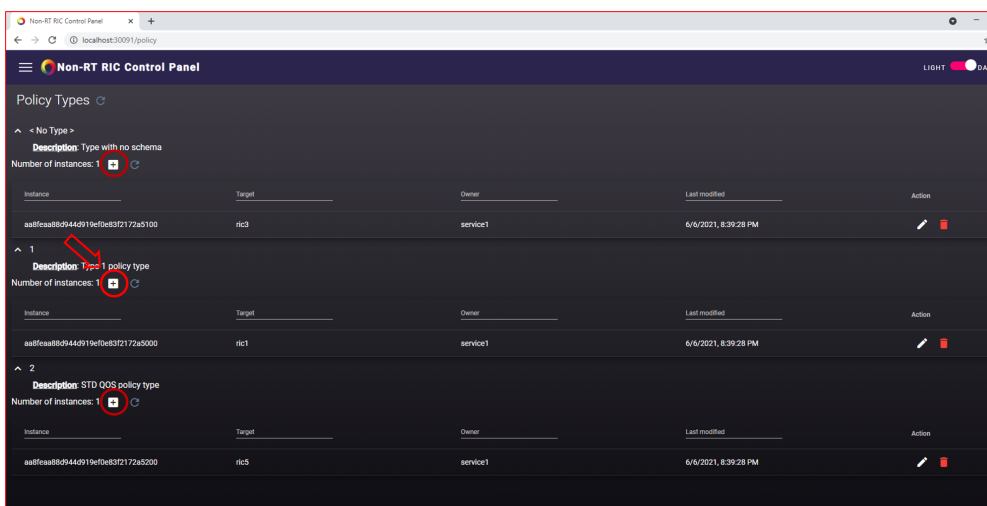 Non-RT RIC Control Panel
localhost:30091/policy
Non-RT RIC Control Panel
LIGHT
Policy Types
< No Type >
Description: Type with no schema
Number of instances: 1
Instance Target Owner Last modified Action
aa8feaa88d944d919ef0e83f2172a5100 ric3 service1 6/6/2021, 8:39:28 PM
1
Description: Type 1 policy type
Number of instances: 1
Instance Target Owner Last modified Action
aa8feaa88d944d919ef0e83f2172a5000 ric1 service1 6/6/2021, 8:39:28 PM
2
Description: STD QOS policy type
Number of instances: 1
Instance Target Owner Last modified Action
aa8feaa88d944d919ef0e83f2172a5200 ric5 service1 6/6/2021, 8:39:28 PM